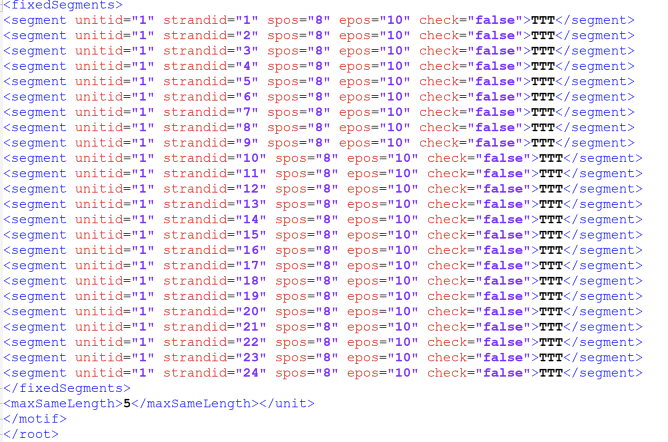 <fixedSegments>
<segment unitid="1" strandid="1" spos="8" epos="10" check="false">TTT</segment>
<segment unitid="1" strandid="2" spos="8" epos="10" check="false">TTT</segment>
<segment unitid="1" strandid="3" spos="8" epos="10" check="false">TTT</segment>
<segment unitid="1" strandid="4" spos="8" epos="10" check="false">TTT</segment>
<segment unitid="1" strandid="5" spos="8" epos="10" check="false">TTT</segment>
<segment unitid="1" strandid="6" spos="8" epos="10" check="false">TTT</segment>
<segment unitid="1" strandid="7" spos="8" epos="10" check="false">TTT</segment>
<segment unitid="1" strandid="8" spos="8" epos="10" check="false">TTT</segment>
<segment unitid="1" strandid="9" spos="8" epos="10" check="false">TTT</segment>
<segment unitid="1" strandid="10" spos="8" epos="10" check="false">TTT</segment>
<segment unitid="1" strandid="11" spos="8" epos="10" check="false">TTT</segment>
<segment unitid="1" strandid="12" spos="8" epos="10" check="false">TTT</segment>
<segment unitid="1" strandid="13" spos="8" epos="10" check="false">TTT</segment>
<segment unitid="1" strandid="14" spos="8" epos="10" check="false">TTT</segment>
<segment unitid="1" strandid="15" spos="8" epos="10" check="false">TTT</segment>
<segment unitid="1" strandid="16" spos="8" epos="10" check="false">TTT</segment>
<segment unitid="1" strandid="17" spos="8" epos="10" check="false">TTT</segment>
<segment unitid="1" strandid="18" spos="8" epos="10" check="false">TTT</segment>
<segment unitid="1" strandid="19" spos="8" epos="10" check="false">TTT</segment>
<segment unitid="1" strandid="20" spos="8" epos="10" check="false">TTT</segment>
<segment unitid="1" strandid="21" spos="8" epos="10" check="false">TTT</segment>
<segment unitid="1" strandid="22" spos="8" epos="10" check="false">TTT</segment>
<segment unitid="1" strandid="23" spos="8" epos="10" check="false">TTT</segment>
<segment unitid="1" strandid="24" spos="8" epos="10" check="false">TTT</segment>
</fixedSegments>
<maxSameLength>5</maxSameLength></unit>
</motif>
</root>